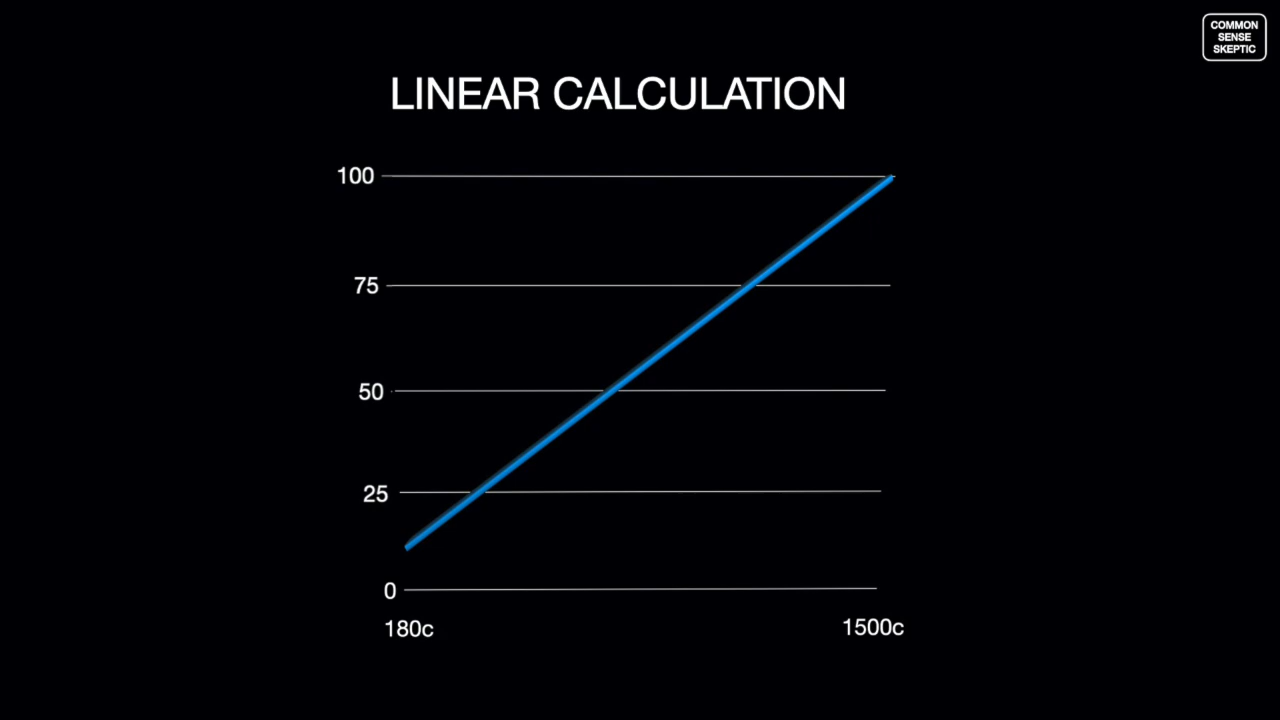 COMMON
SENSE
SKEPTIC
LINEAR CALCULATION
100
75
50
25
0
180c
1500c